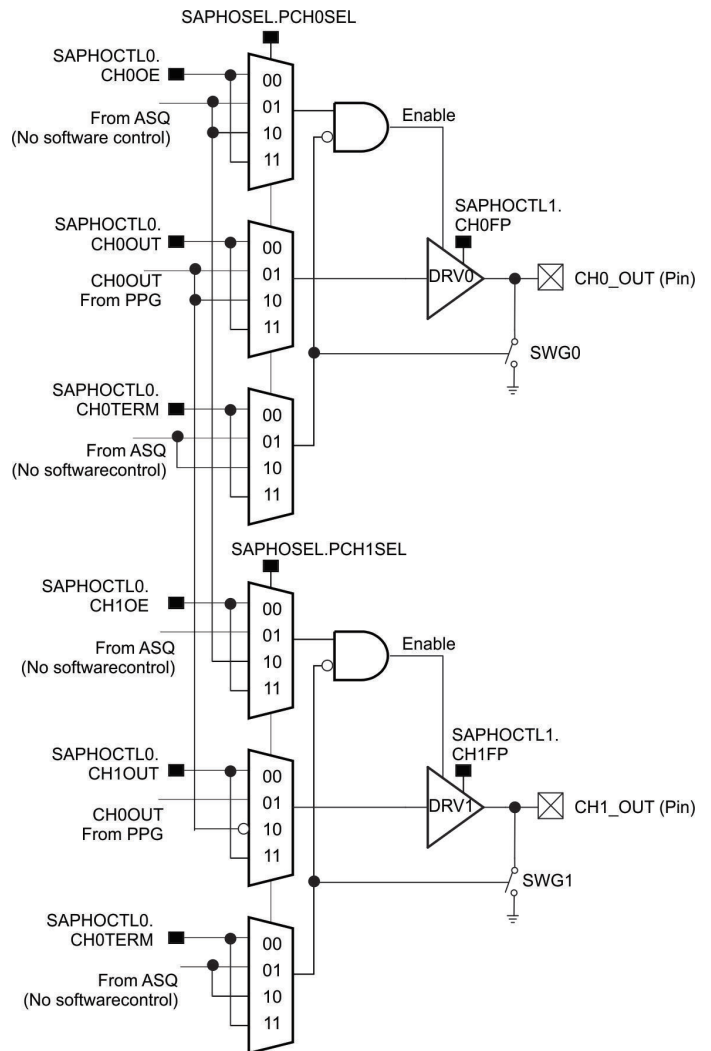 SAPHOSEL.PCH0SEL
SAPHOCTL0.
CH0OE
From ASQ
(No software control)
00
01
10
11
Enable
SAPHOCTL1.
CH0FP
SAPHOCTL0.
CH0OUT
CH0OUT
From PPG
00
01
10
11
DRV0
CH0_OUT (Pin)
SWG0
SAPHOCTL0.
CH0TERM
From ASQ
(No softwarecontrol)
00
01
10
11
SAPHOSEL.PCH1SEL
SAPHOCTL0.
CH1OE
From ASQ
(No softwarecontrol)
00
01
10
11
Enable
SAPHOCTL1.
CH1FP
SAPHOCTL0.
CH1OUT
CH0OUT
From PPG
00
01
10
11
DRV1
CH1_OUT (Pin)
SWG1
SAPHOCTL0.
CH0TERM
From ASQ
(No softwarecontrol)
00
01
10
11